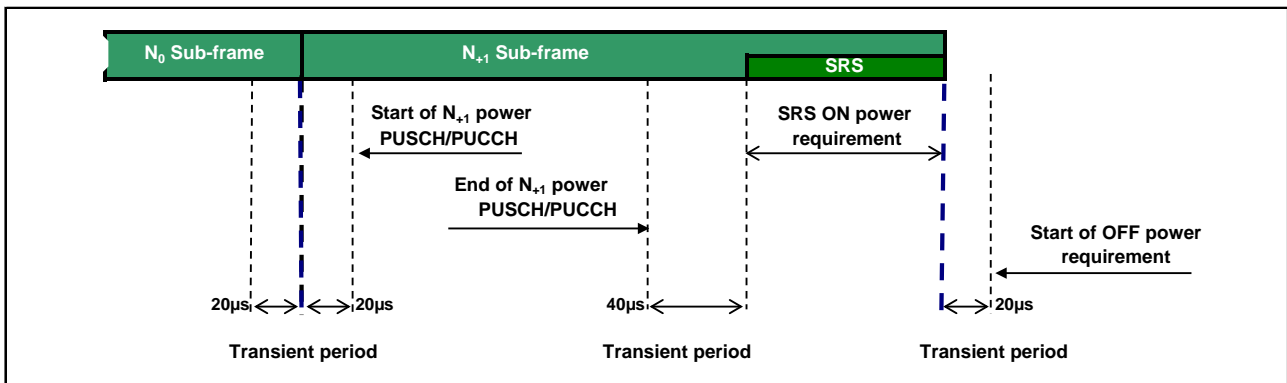 N0 Sub-frame
N+1 Sub-frame
SRS
Start of N+1 power
PUSCH/PUCCH
SRS ON power
requirement
End of N+1 power
PUSCH/PUCCH
Start of OFF power
requirement
20µs
20µs
40µs
20µs
Transient period
Transient period
Transient period